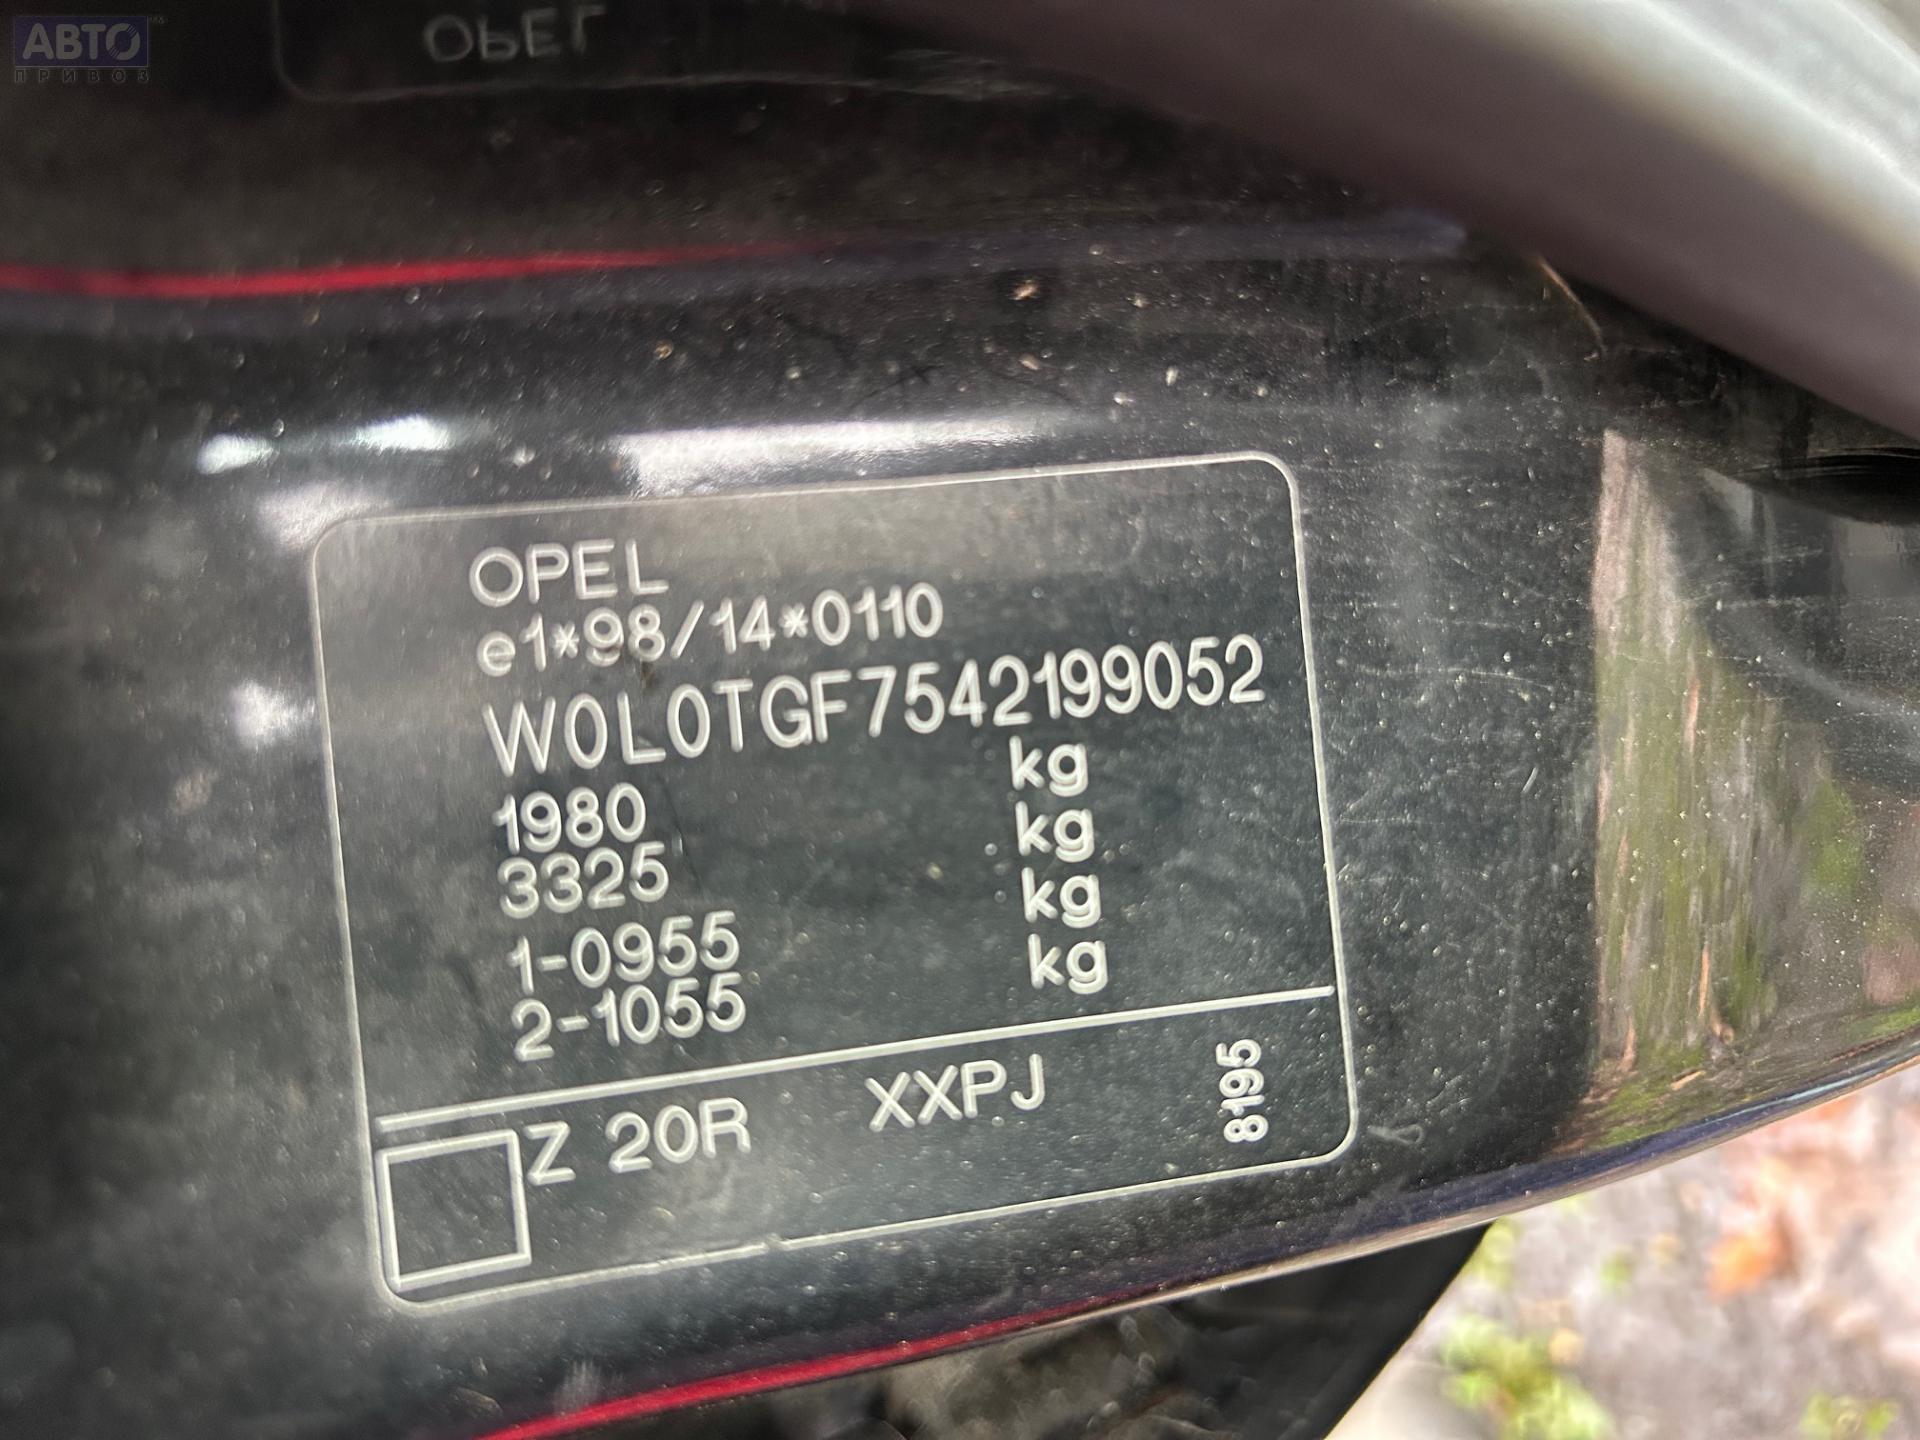 АВТО
ПРИВОЗ
OPEL
OPEL
e1*98/14*0110
W0L0TGF7542199052
1980 kg
3325 kg
1-0955 kg
2-1055 kg
Z 20R XXPJ 8195